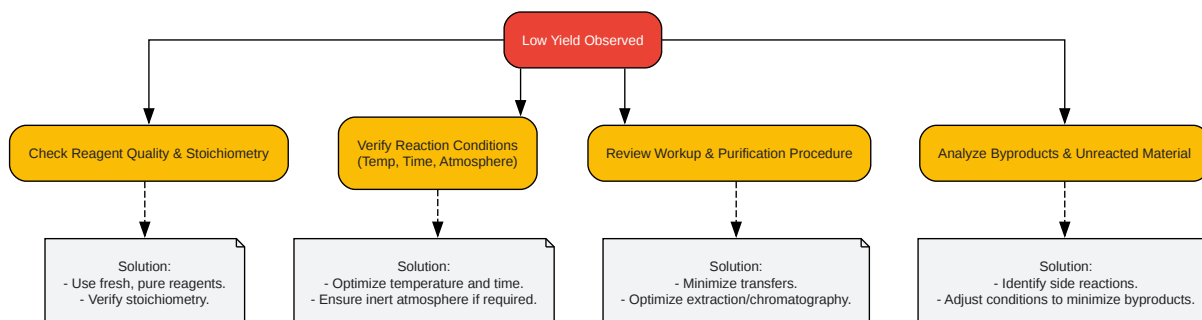 Low Yield Observed
Check Reagent Quality & Stoichiometry
Verify Reaction Conditions
(Temp, Time, Atmosphere)
Review Workup & Purification Procedure
Analyze Byproducts & Unreacted Material
Solution:
- Use fresh, pure reagents.
- Verify stoichiometry.
Solution:
- Optimize temperature and time.
- Ensure inert atmosphere if required.
Solution:
- Minimize transfers.
- Optimize extraction/chromatography.
Solution:
- Identify side reactions.
- Adjust conditions to minimize byproducts.